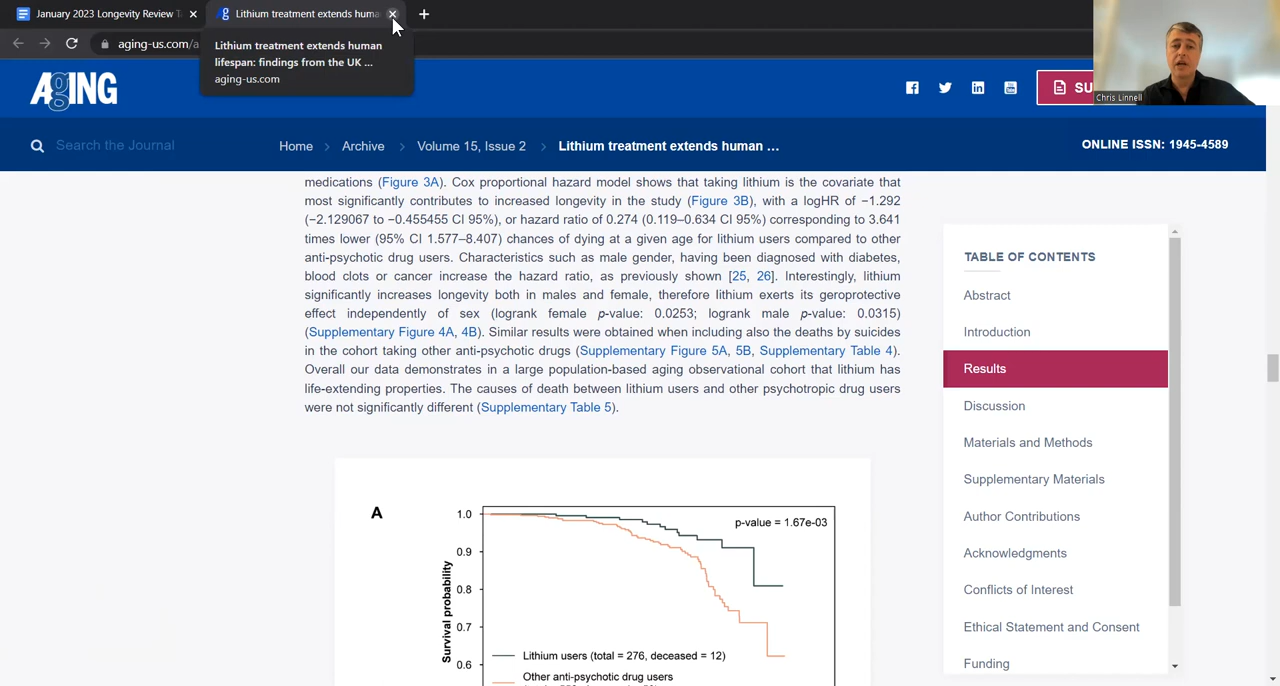 January 2023 Longevity Review
Lithium treatment extends huma
aging-us.com/a
Lithium treatment extends human
lifespan: findings from the UK ...
aging-us.com
AgING
SU
Chris Linnell
Search the Journal
Home > Archive > Volume 15, Issue 2 > Lithium treatment extends human ...
ONLINE ISSN: 1945-4589
medications (Figure 3A). Cox proportional hazard model shows that taking lithium is the covariate that
most significantly contributes to increased longevity in the study (Figure 3B), with a logHR of −1.292
(−2.129067 to −0.455455 CI 95%), or hazard ratio of 0.274 (0.119–0.634 CI 95%) corresponding to 3.641
times lower (95% CI 1.577–8.407) chances of dying at a given age for lithium users compared to other
anti-psychotic drug users. Characteristics such as male gender, having been diagnosed with diabetes,
blood clots or cancer increase the hazard ratio, as previously shown [25, 26]. Interestingly, lithium
significantly increases longevity both in males and female, therefore lithium exerts its geroprotective
effect independently of sex (logrank female p-value: 0.0253; logrank male p-value: 0.0315)
(Supplementary Figure 4A, 4B). Similar results were obtained when including also the deaths by suicides
in the cohort taking other anti-psychotic drugs (Supplementary Figure 5A, 5B, Supplementary Table 4).
Overall our data demonstrates in a large population-based aging observational cohort that lithium has
life-extending properties. The causes of death between lithium users and other psychotropic drug users
were not significantly different (Supplementary Table 5).
TABLE OF CONTENTS
Abstract
Introduction
Results
Discussion
Materials and Methods
Supplementary Materials
Author Contributions
Acknowledgments
Conflicts of Interest
Ethical Statement and Consent
Funding
A
p-value = 1.67e-03
1.0
0.9
0.8
0.7
0.6
Survival probability
Lithium users (total = 276, deceased = 12)
Other anti-psychotic drug users